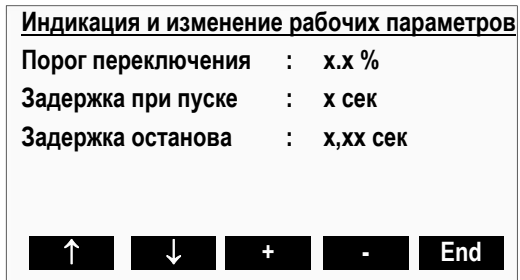 Индикация и изменение рабочих параметров
Порог переключения : x.x %
Задержка при пуске : x сек
Задержка останова : x,xx сек
↑ ↓ + - End